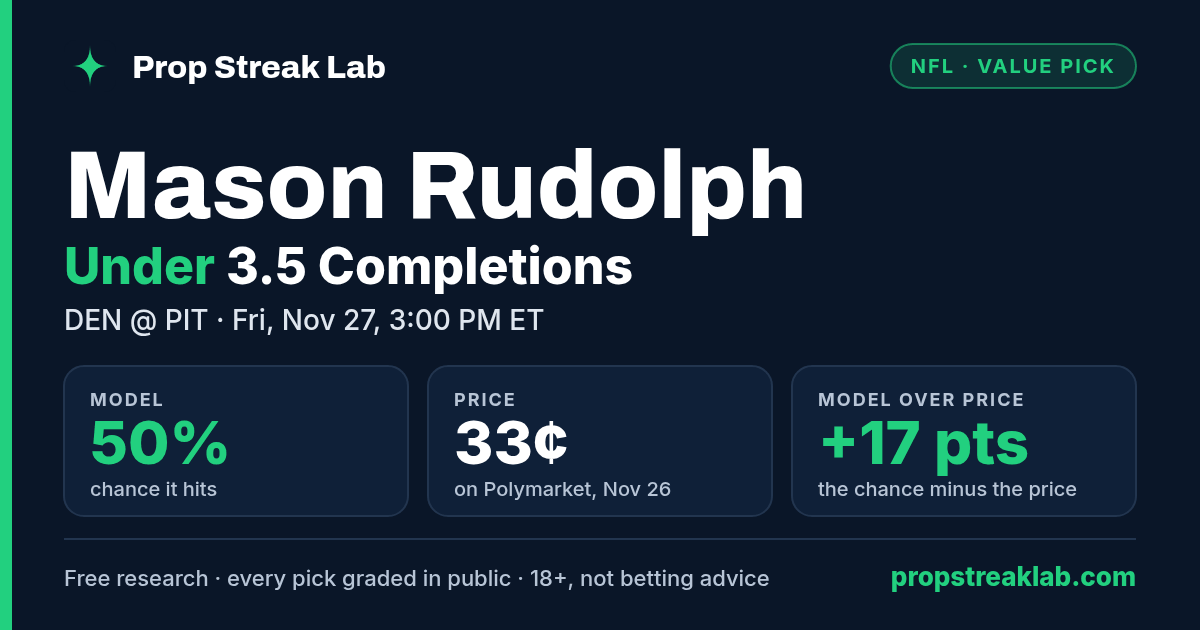 Prop Streak Lab
NFL · VALUE PICK
Mason Rudolph
Under 3.5 Completions
DEN @ PIT · Fri, Nov 27, 3:00 PM ET
MODEL
50%
chance it hits
PRICE
33¢
on Polymarket, Nov 26
MODEL OVER PRICE
+17 pts
the chance minus the price
Free research · every pick graded in public · 18+, not betting advice
propstreaklab.com